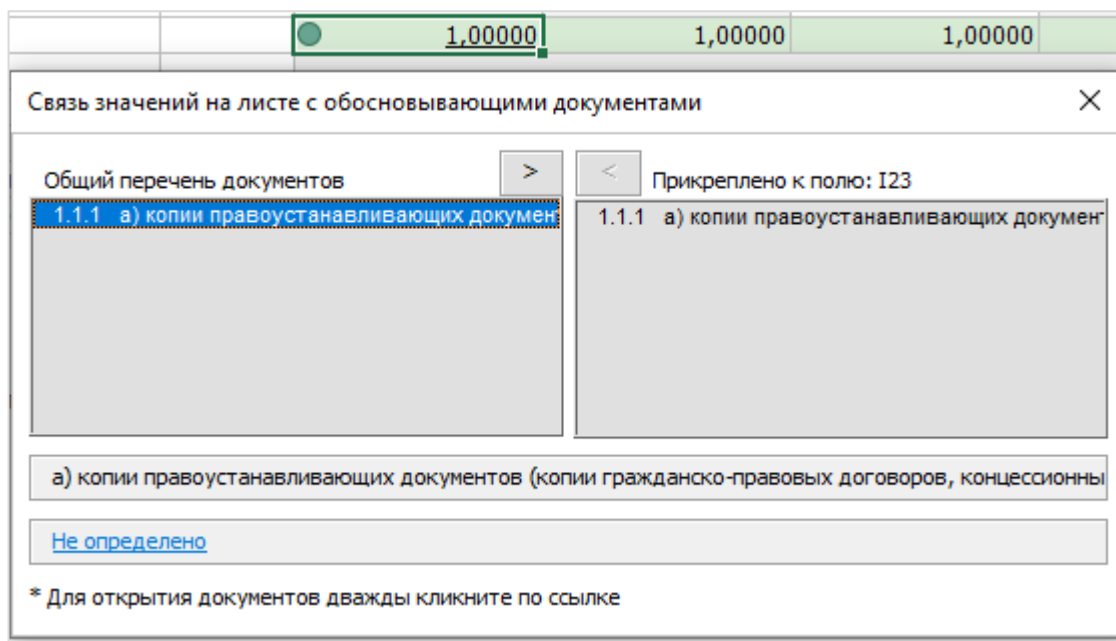 1,00000 1,00000 1,00000
Связь значений на листе с обосновывающими документами
> <
Общий перечень документов Прикреплено к полю: I23
1.1.1 а) копии правоустанавливающих докумен 1.1.1 а) копии правоустанавливающих документ
а) копии правоустанавливающих документов (копии гражданско-правовых договоров, концессионны
Не определено
* Для открытия документов дважды кликните по ссылке